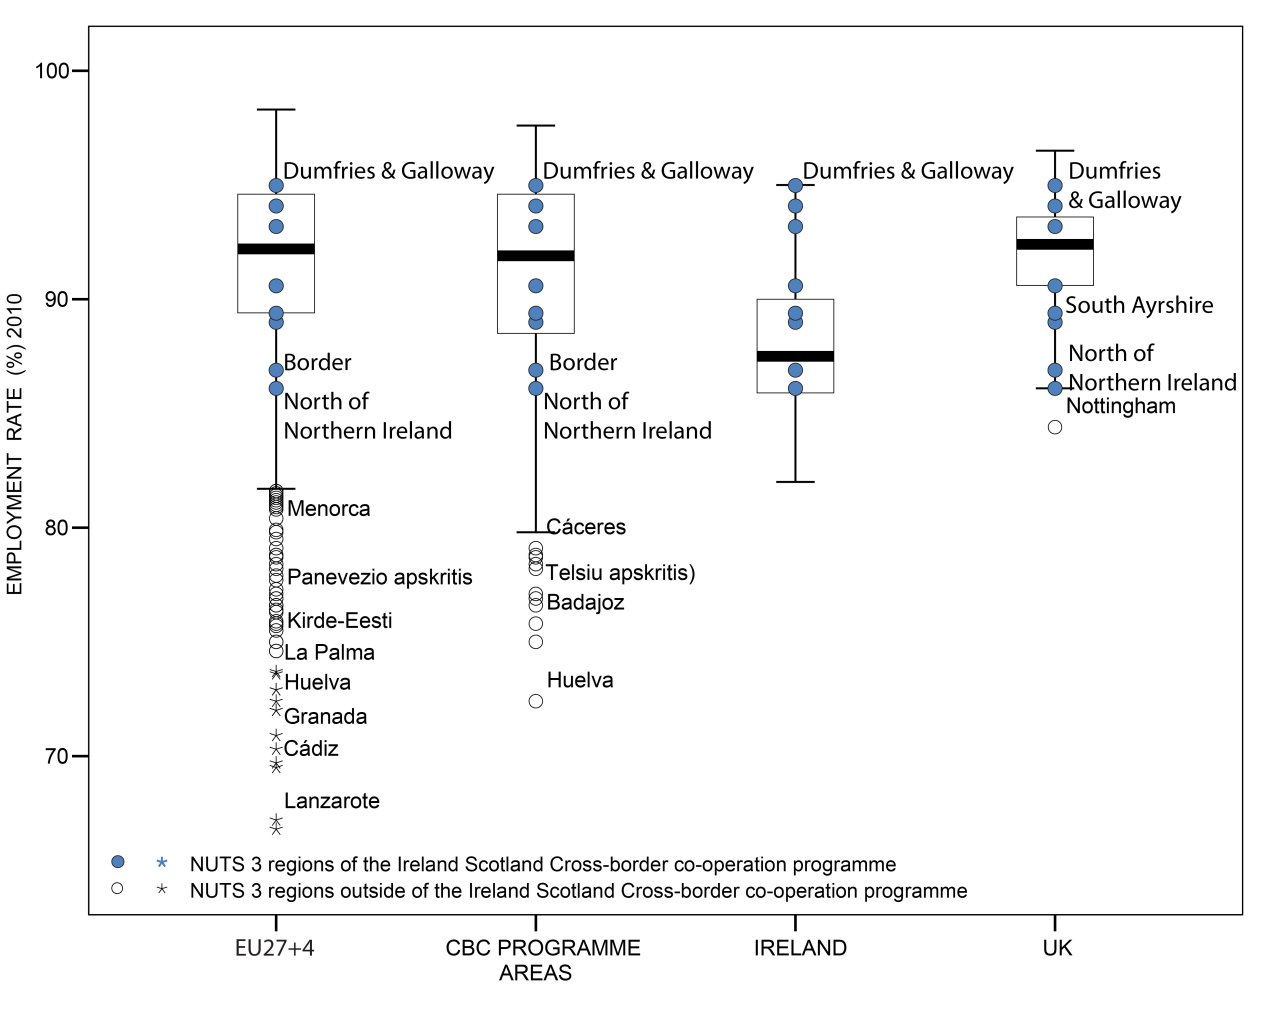 100
90
80
70
EMPLOYMENT RATE (%) 2010
Dumfries & Galloway
Border
North of
Northern Ireland
Menorca
Panevezio apskritis
Kirde-Eesti
La Palma
Huelva
Granada
Cádiz
Lanzarote
Dumfries & Galloway
Border
North of
Northern Ireland
Cáceres
Telsiu apskritis)
Badajoz
Huelva
Dumfries & Galloway
Dumfries
& Galloway
South Ayrshire
North of
Northern Ireland
Nottingham
NUTS 3 regions of the Ireland Scotland Cross-border co-operation programme
NUTS 3 regions outside of the Ireland Scotland Cross-border co-operation programme
EU27+4
CBC PROGRAMME
AREAS
IRELAND
UK